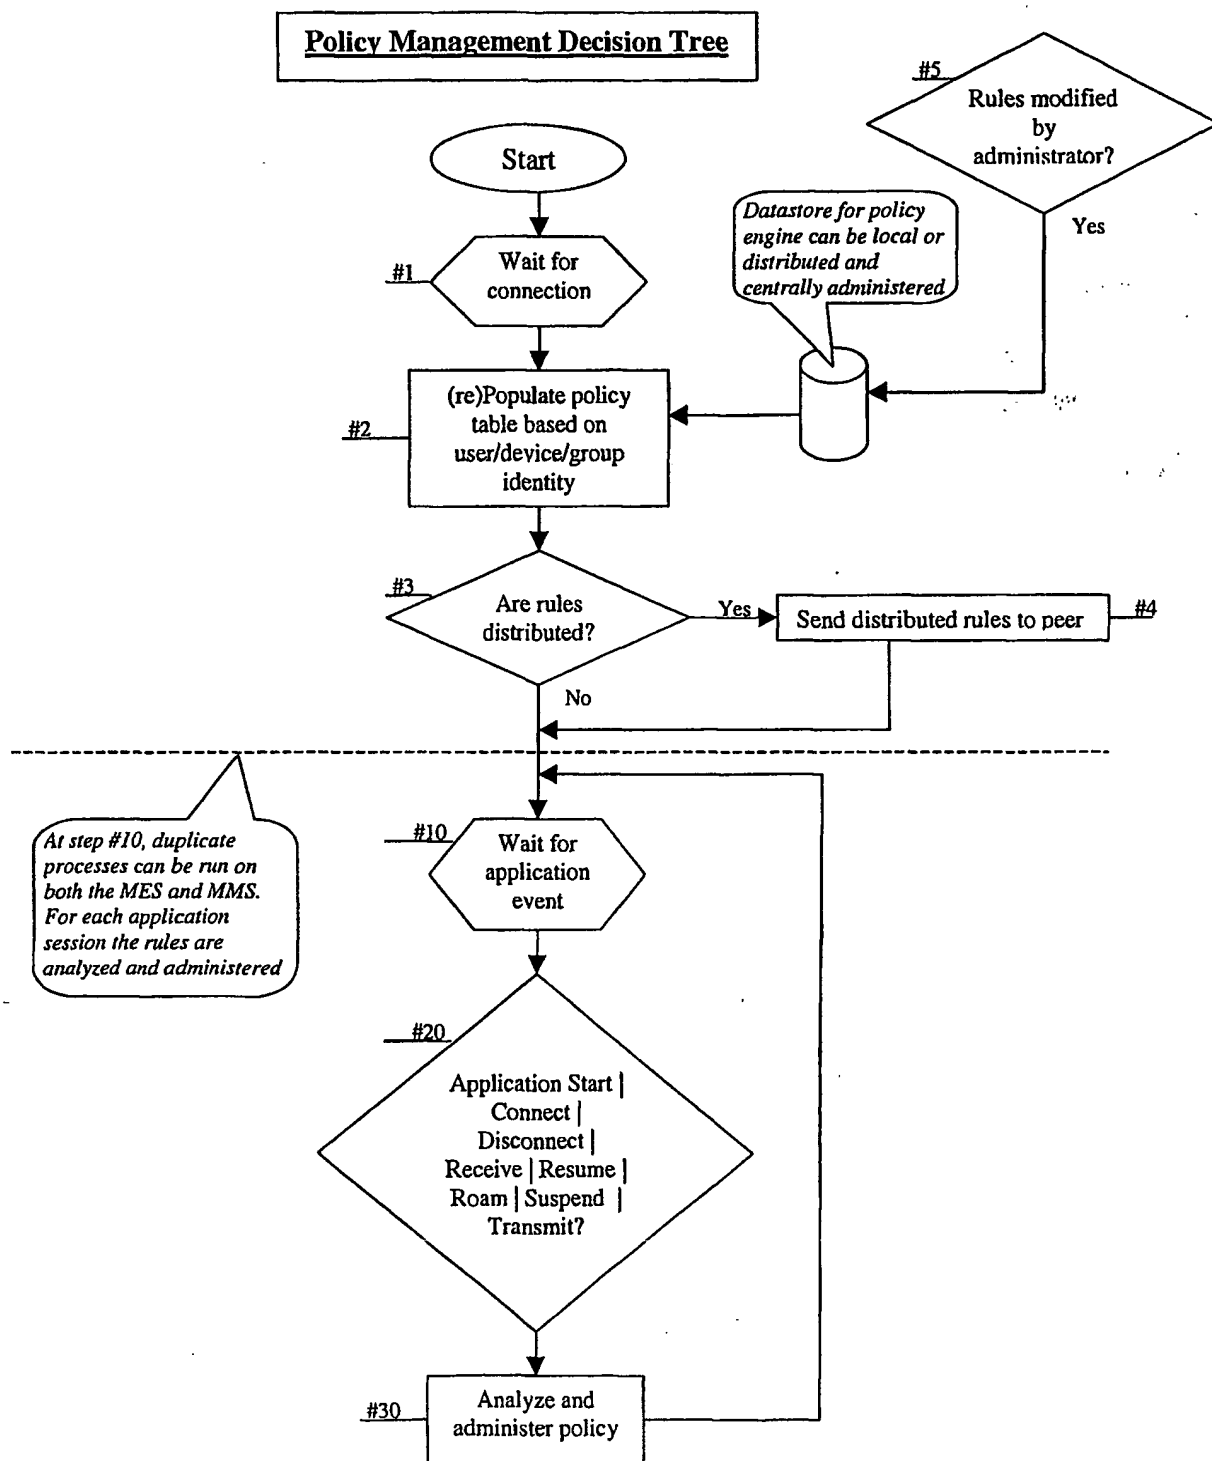 Policy Management Decision Tree
#5
Rules modified
by
administrator?
Yes
Start
Datastore for policy
engine can be local or
distributed and
centrally administered
#1
Wait for
connection
#2
(re)Populate policy
table based on
user/device/group
identity
#3
Are rules
distributed?
Yes
Send distributed rules to peer
#4
No
At step #10, duplicate
processes can be run on
both the MES and MMS.
For each application
session the rules are
analyzed and administered
#10
Wait for
application
event
#20
Application Start |
Connect |
Disconnect |
Receive | Resume |
Roam | Suspend |
Transmit?
#30
Analyze and
administer policy